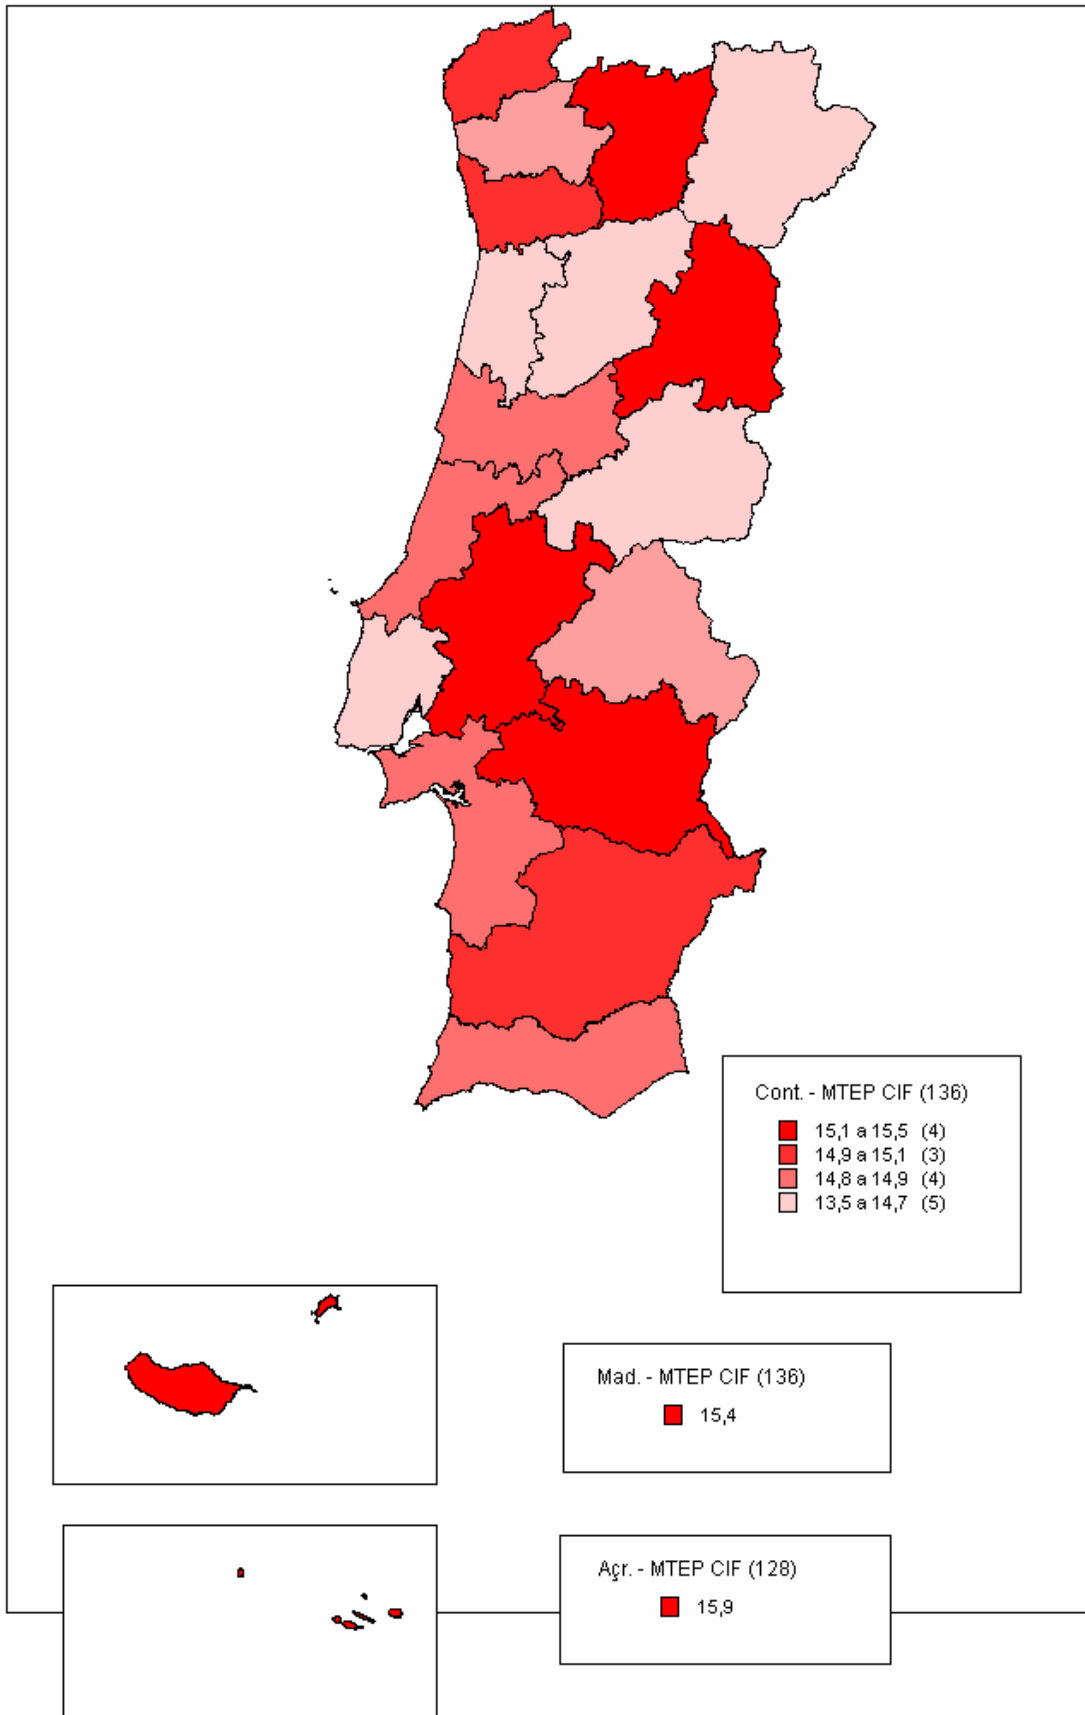 Cont. - MTEP CIF (136)
15,1 a 15,5 (4)
14,9 a 15,1 (3)
14,8 a 14,9 (4)
13,5 a 14,7 (5)
Mad. - MTEP CIF (136)
15,4
Açr. - MTEP CIF (128)
15,9